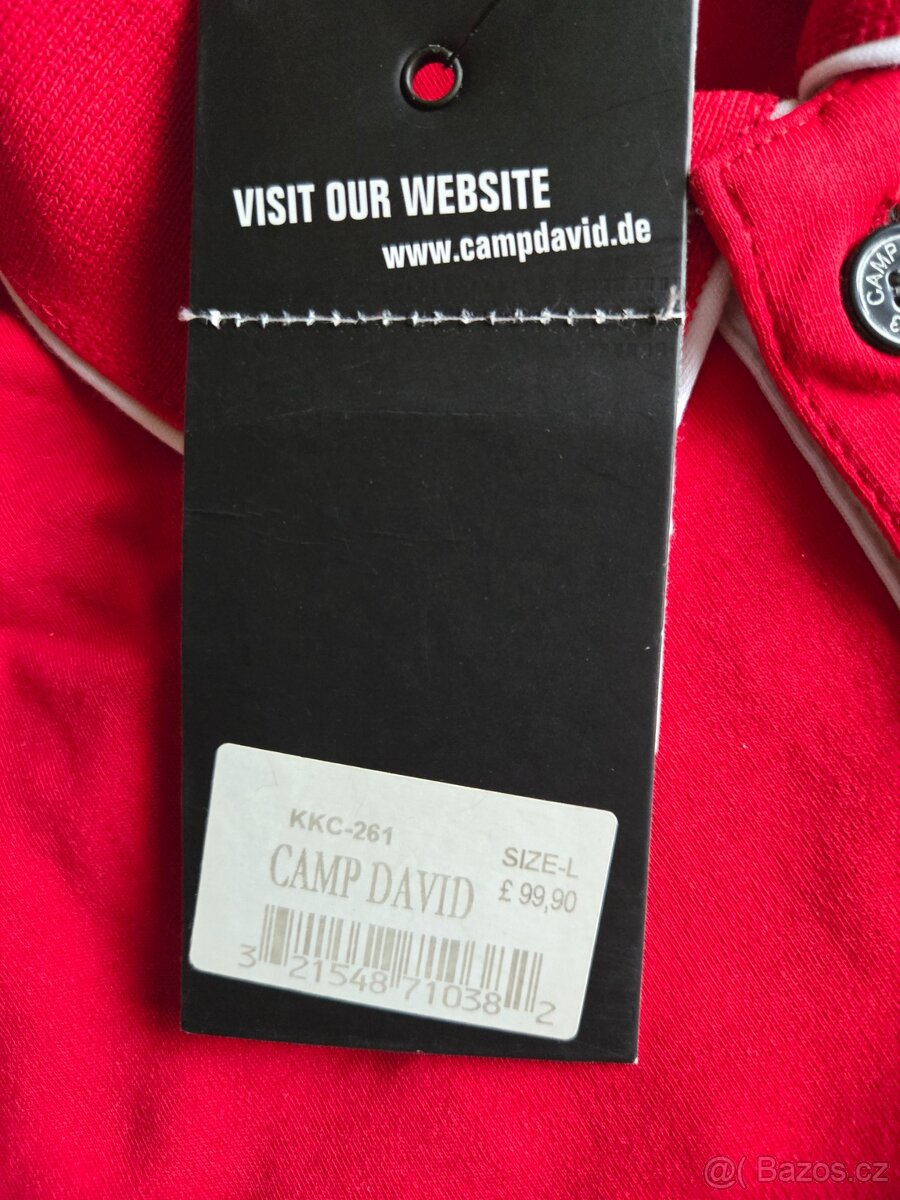 VISIT OUR WEBSITE
www.campdavid.de
CAMP
KKC-261
SIZE-L
CAMP DAVID
£ 99,90
3 21548 71038 2
@( Bazos.cz